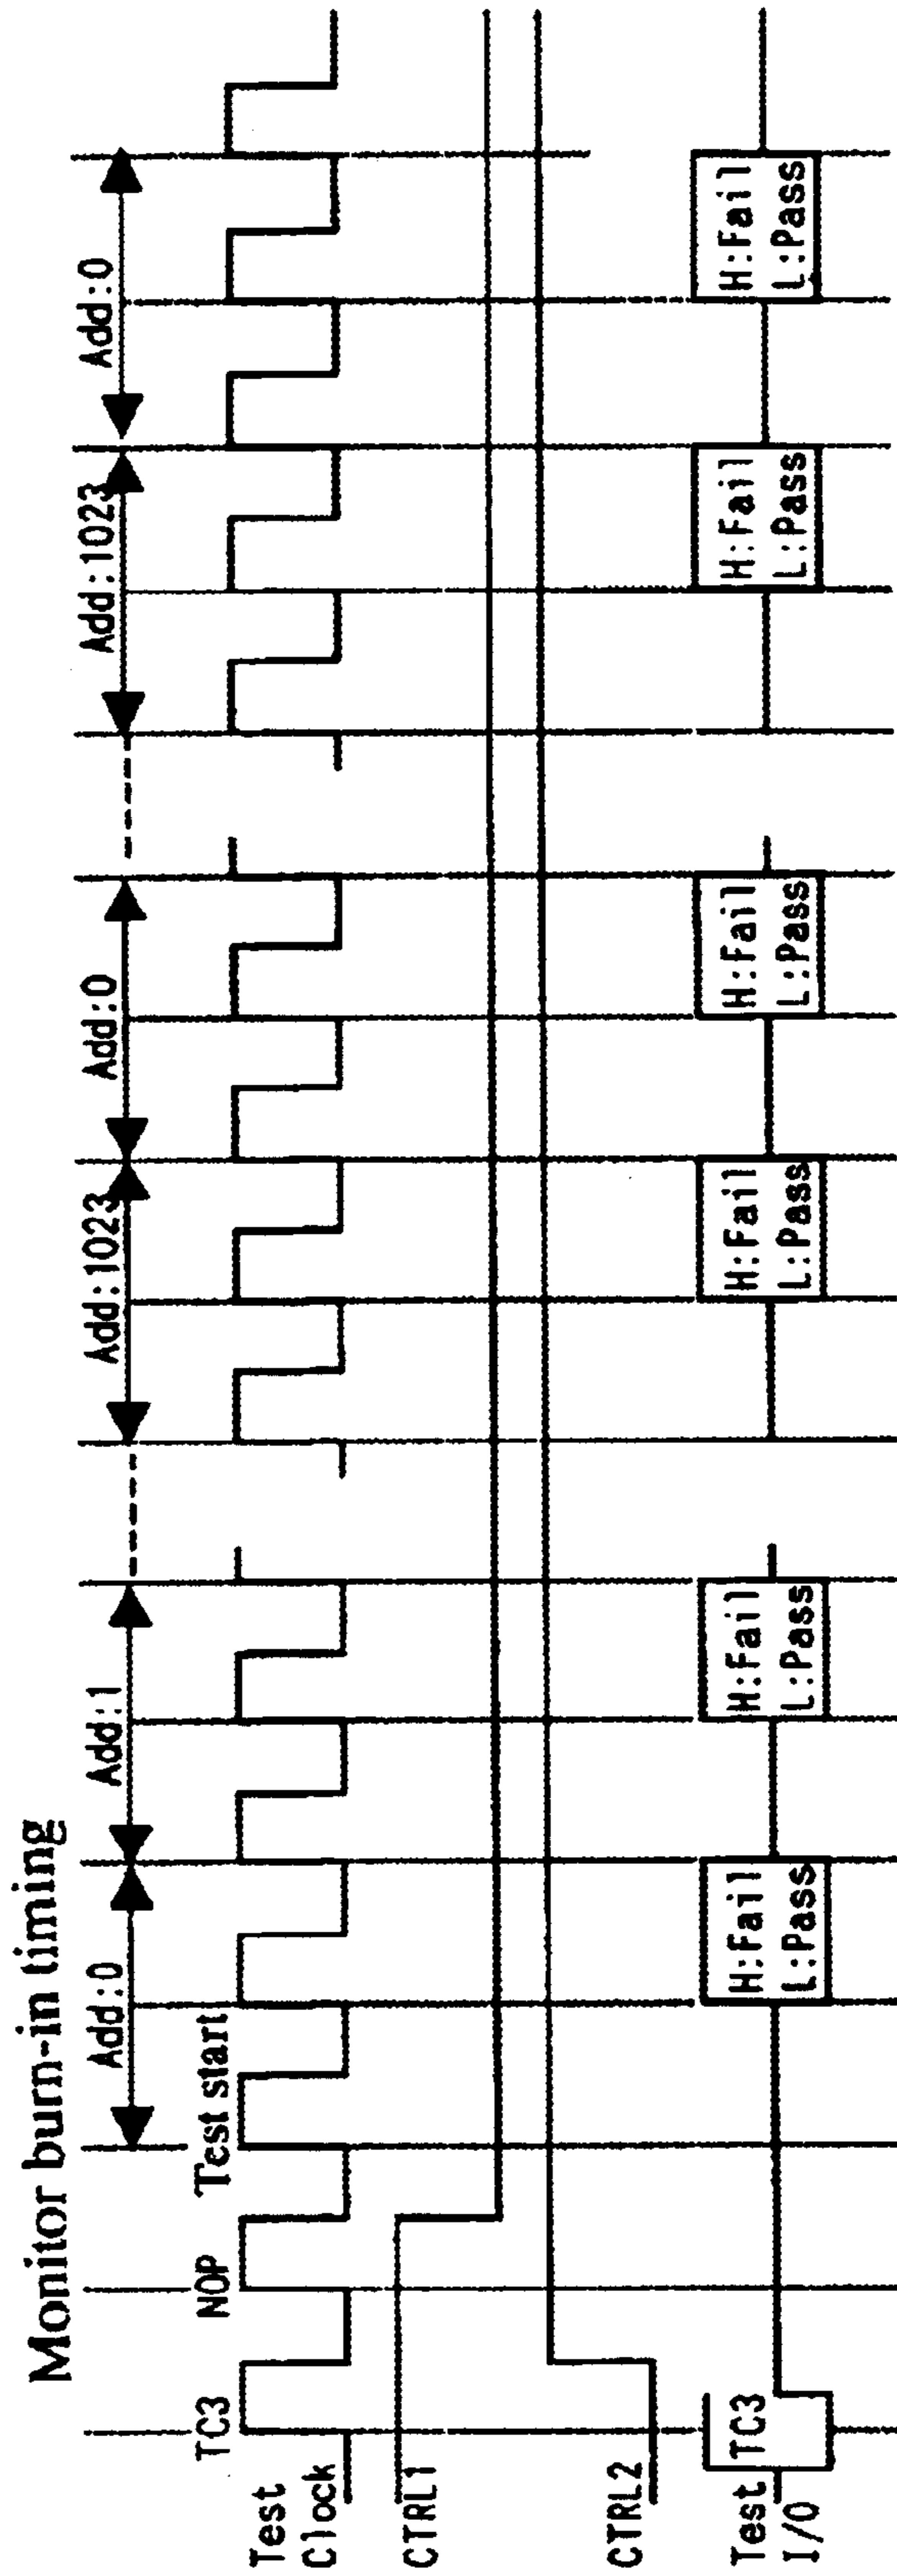 Monitor burn-in timing
Add:0
Add:1
Add:1023
Add:0
Add:1023
Add:0
TC3
NOP
Test start
Test
Clock
CTRL1
CTRL2
Test
I/O
TC3
H:Fail
L:Pass
H:Fail
L:Pass
H:Fail
L:Pass
H:Fail
L:Pass
H:Fail
L:Pass
H:Fail
L:Pass